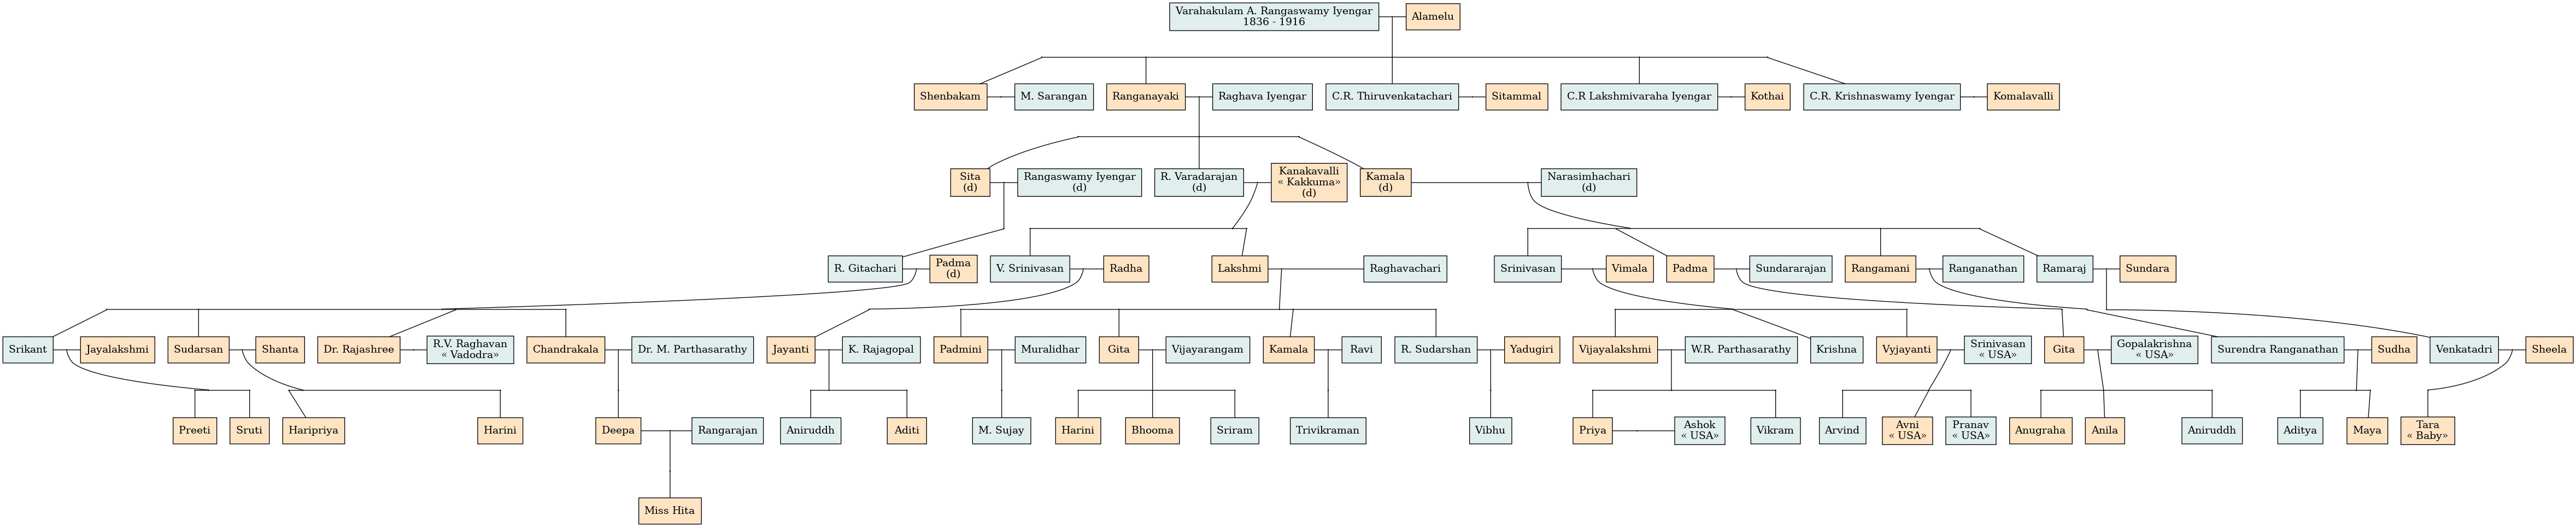 Varahakulam A. Rangaswamy Iyengar
1836 - 1916
Alamelu
Shenbakam
M. Sarangan
Ranganayaki
Raghava Iyengar
C.R. Thiruvenkatachari
Sitammal
C.R Lakshmivaraha Iyengar
Kothai
C.R. Krishnaswamy Iyengar
Komalavalli
Sita
(d)
Rangaswamy Iyengar
(d)
R. Varadarajan
(d)
Kanakavalli
« Kakkuma»
(d)
Kamala
(d)
Narasimhachari
(d)
R. Gitachari
Padma
(d)
V. Srinivasan
Radha
Lakshmi
Raghavachari
Srinivasan
Vimala
Padma
Sundararajan
Rangamani
Ranganathan
Ramaraj
Sundara
Srikant
Jayalakshmi
Sudarsan
Shanta
Dr. Rajashree
R.V. Raghavan
« Vadodra»
Chandrakala
Dr. M. Parthasarathy
Jayanti
K. Rajagopal
Padmini
Muralidhar
Gita
Vijayarangam
Kamala
Ravi
R. Sudarshan
Yadugiri
Vijayalakshmi
W.R. Parthasarathy
Krishna
Vyjayanti
Srinivasan
« USA»
Gita
Gopalakrishna
« USA»
Surendra Ranganathan
Sudha
Venkatadri
Sheela
Preeti
Sruti
Haripriya
Harini
Deepa
Rangarajan
Aniruddh
Aditi
M. Sujay
Harini
Bhooma
Sriram
Trivikraman
Vibhu
Priya
Ashok
« USA»
Vikram
Arvind
Avni
« USA»
Pranav
« USA»
Anugraha
Anila
Aniruddh
Aditya
Maya
Tara
« Baby»
Miss Hita